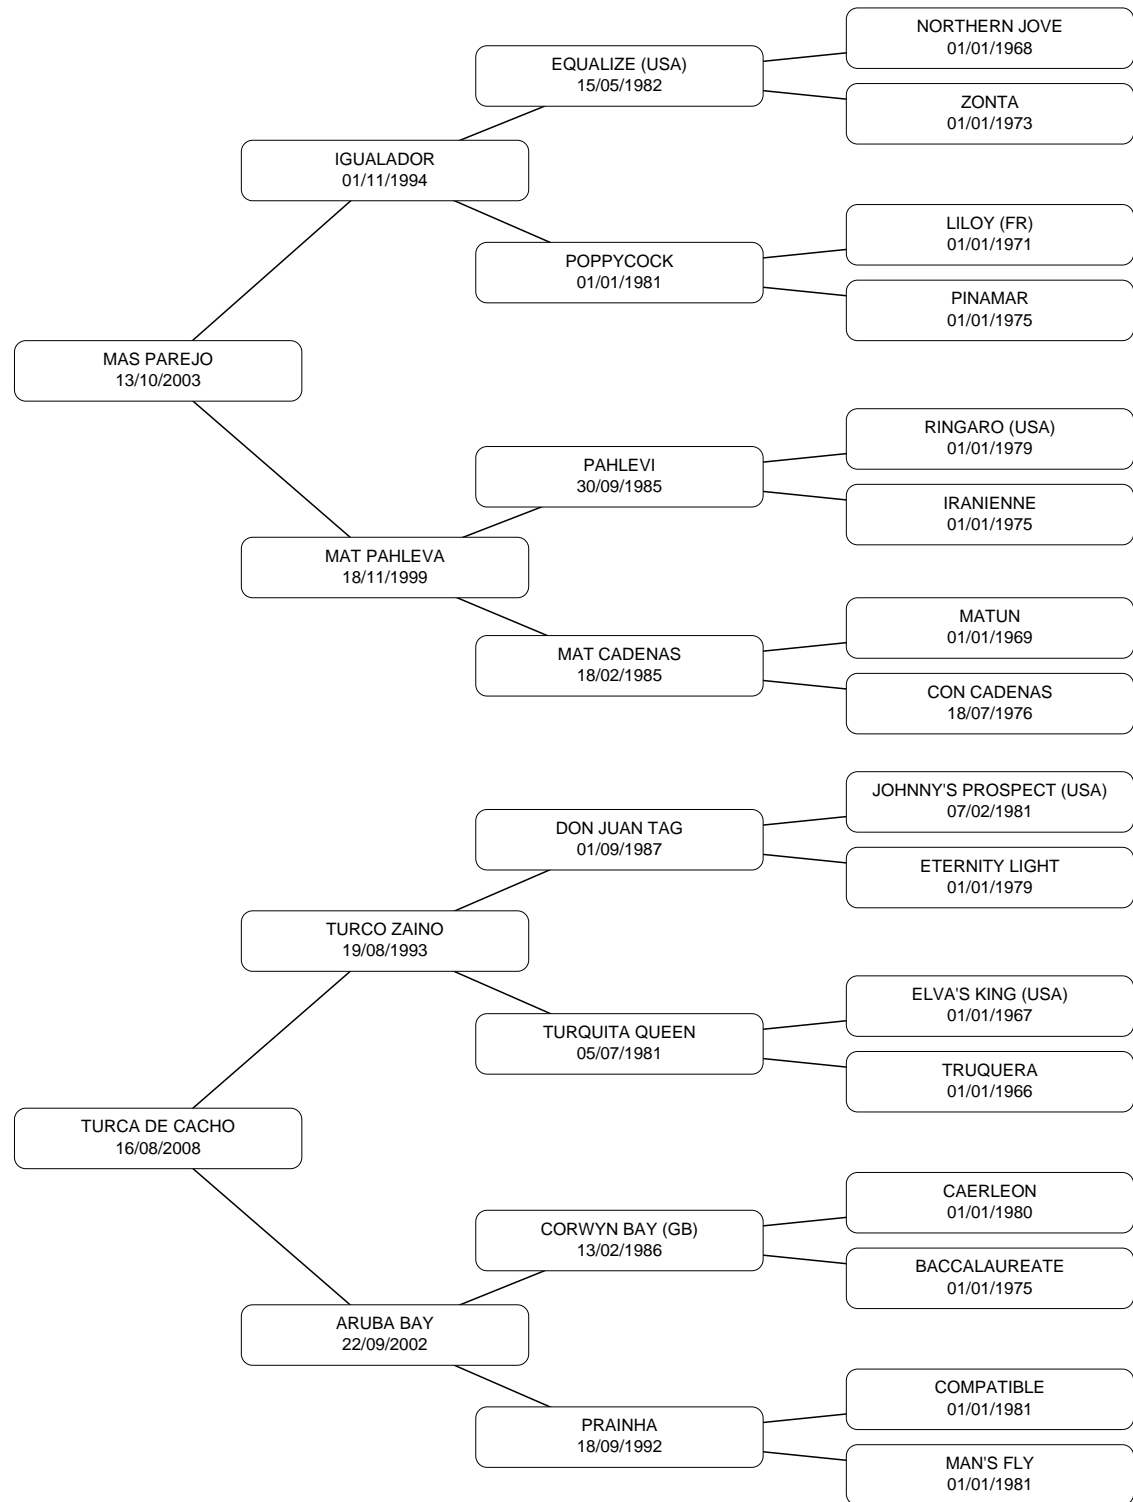 NORTHERN JOVE
01/01/1968
EQUALIZE (USA)
15/05/1982
ZONTA
01/01/1973
IGUALADOR
01/11/1994
LILOY (FR)
01/01/1971
POPPYCOCK
01/01/1981
PINAMAR
01/01/1975
MAS PAREJO
13/10/2003
RINGARO (USA)
01/01/1979
PAHLEVI
30/09/1985
IRANIENNE
01/01/1975
MAT PAHLEVA
18/11/1999
MATUN
01/01/1969
MAT CADENAS
18/02/1985
CON CADENAS
18/07/1976
JOHNNY'S PROSPECT (USA)
07/02/1981
DON JUAN TAG
01/09/1987
ETERNITY LIGHT
01/01/1979
TURCO ZAINO
19/08/1993
ELVA'S KING (USA)
01/01/1967
TURQUITA QUEEN
05/07/1981
TRUQUERA
01/01/1966
TURCA DE CACHO
16/08/2008
CAERLEON
01/01/1980
CORWYN BAY (GB)
13/02/1986
BACCALAUREATE
01/01/1975
ARUBA BAY
22/09/2002
COMPATIBLE
01/01/1981
PRAINHA
18/09/1992
MAN'S FLY
01/01/1981